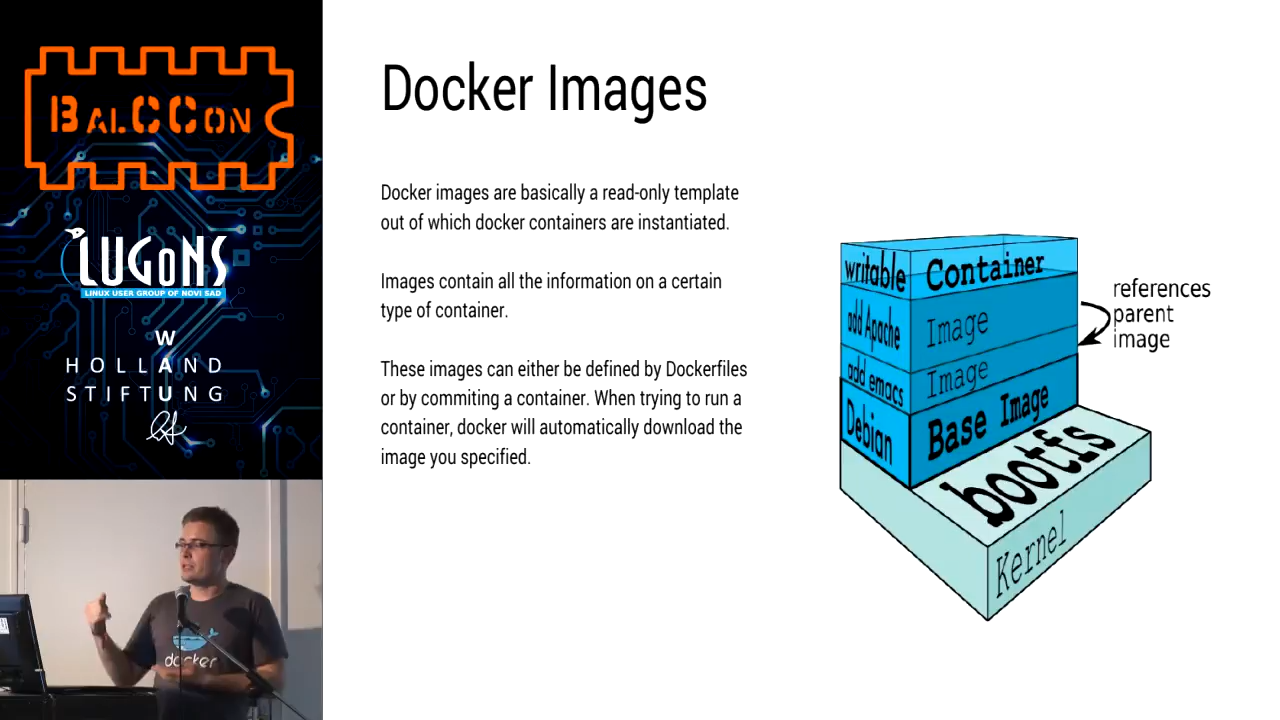 BALCCON
LUGONS
LINUX USER GROUP OF NOVI SAD
W
HOLLAND
STIFTUNG
Docker Images
Docker images are basically a read-only template
out of which docker containers are instantiated.
Images contain all the information on a certain
type of container.
These images can either be defined by Dockerfiles
or by commiting a container. When trying to run a
container, docker will automatically download the
image you specified.
writable Container
add Apache Image
add emacs Image
Debian Base Image
bootfs
Kernel
references
parent
image
docker